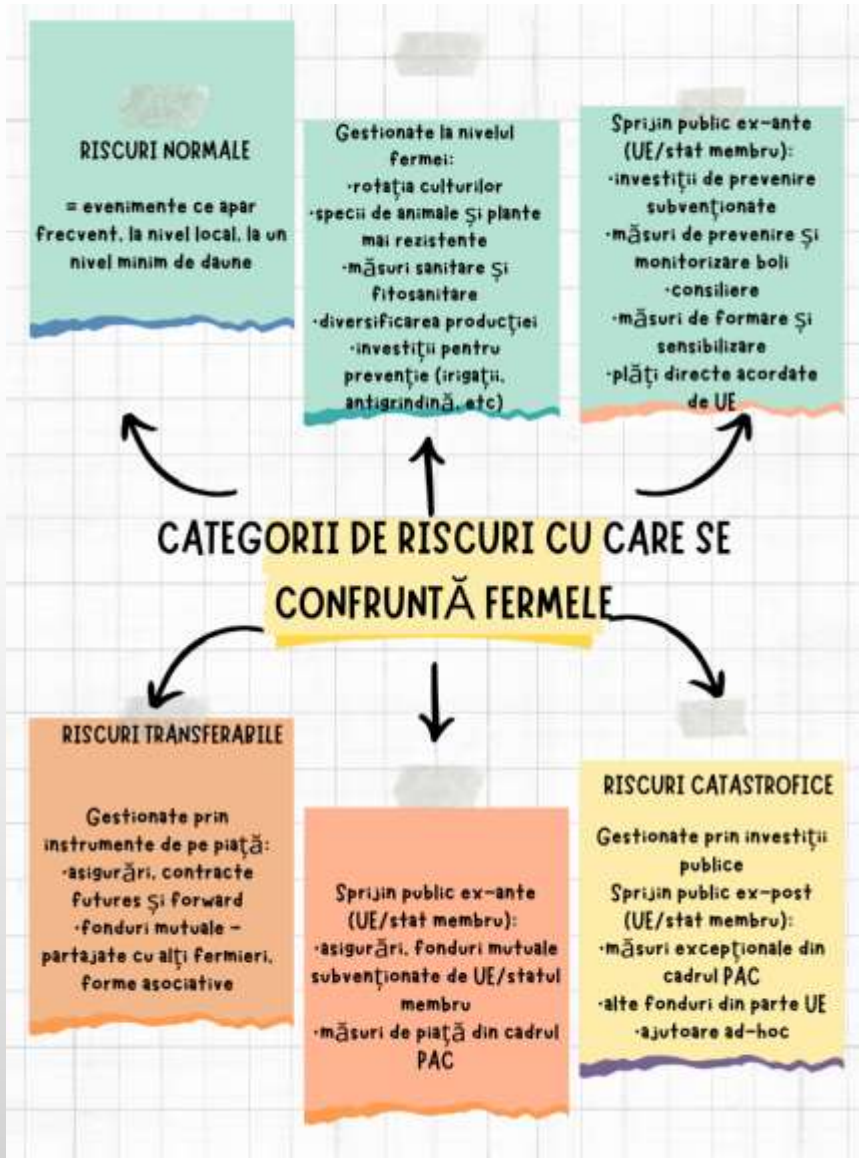 RISCURI NORMALE
= evenimente ce apar
frecvent, la nivel local, la un
nivel minim de daune
Gestionate la nivelul
fermei:
•rotația culturilor
•specii de animale și plante
mai rezistente
•măsuri sanitare și
fitosanitare
•diversificarea producției
•investiții pentru
prevenție (irigații,
antigrindină, etc)
Sprijin public ex-ante
(UE/stat membru):
•investiții de prevenire
subvenționate
•măsuri de prevenire și
monitorizare boli
•consiliere
•măsuri de formare și
sensibilizare
•plăți directe acordate
de UE
CATEGORII DE RISCURI CU CARE SE
CONFRUNTĂ FERMELE
RISCURI TRANSFERABILE
Gestionate prin
instrumente de pe piață:
•asigurări, contracte
futures și forward
•fonduri mutuale –
partajate cu alți fermieri,
forme asociative
Sprijin public ex-ante
(UE/stat membru):
•asigurări, fonduri mutuale
subvenționate de UE/statul
membru
•măsuri de piață din cadrul
PAC
RISCURI CATASTROFICE
Gestionate prin investiții
publice
Sprijin public ex-post
(UE/stat membru):
•măsuri excepționale din
cadrul PAC
•alte fonduri din parte UE
•ajutoare ad-hoc